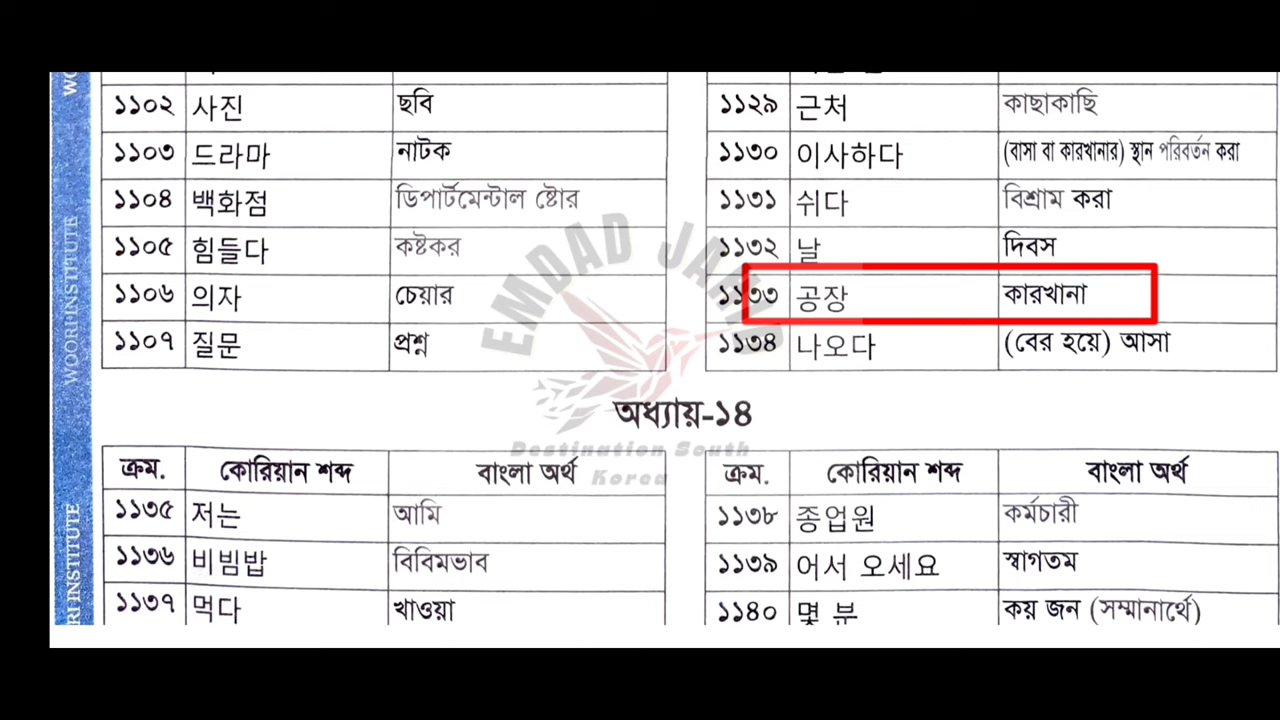 ১১০২ 사진 ছবি
১১০৩ 드라마 নাটক
১১০৪ 백화점 ডিপার্টমেন্টাল ষ্টোর
১১০৫ 힘들다 কষ্টকর
১১০৬ 의자 চেয়ার
১১০৭ 질문 প্রশ্ন
১১২৯ 근처 কাছাকাছি
১১৩০ 이사하다 (বাসা বা কারখানার) স্থান পরিবর্তন করা
১১৩১ 쉬다 বিশ্রাম করা
১১৩২ 날 দিবস
১১৩৩ 공장 কারখানা
১১৩৪ 나오다 (বের হয়ে) আসা
EMDAD JAHID
Destination South
Korea
অধ্যায়-১৪
ক্রম. কোরিয়ান শব্দ বাংলা অর্থ
১১৩৫ 저는 আমি
১১৩৬ 비빔밥 বিবিমভাব
১১৩৭ 먹다 খাওয়া
ক্রম. কোরিয়ান শব্দ বাংলা অর্থ
১১৩৮ 종업원 কর্মচারী
১১৩৯ 어서 오세요 স্বাগতম
১১৪০ 몇 분 কয় জন (সম্মানার্থে)
WOORI INSTITUTE